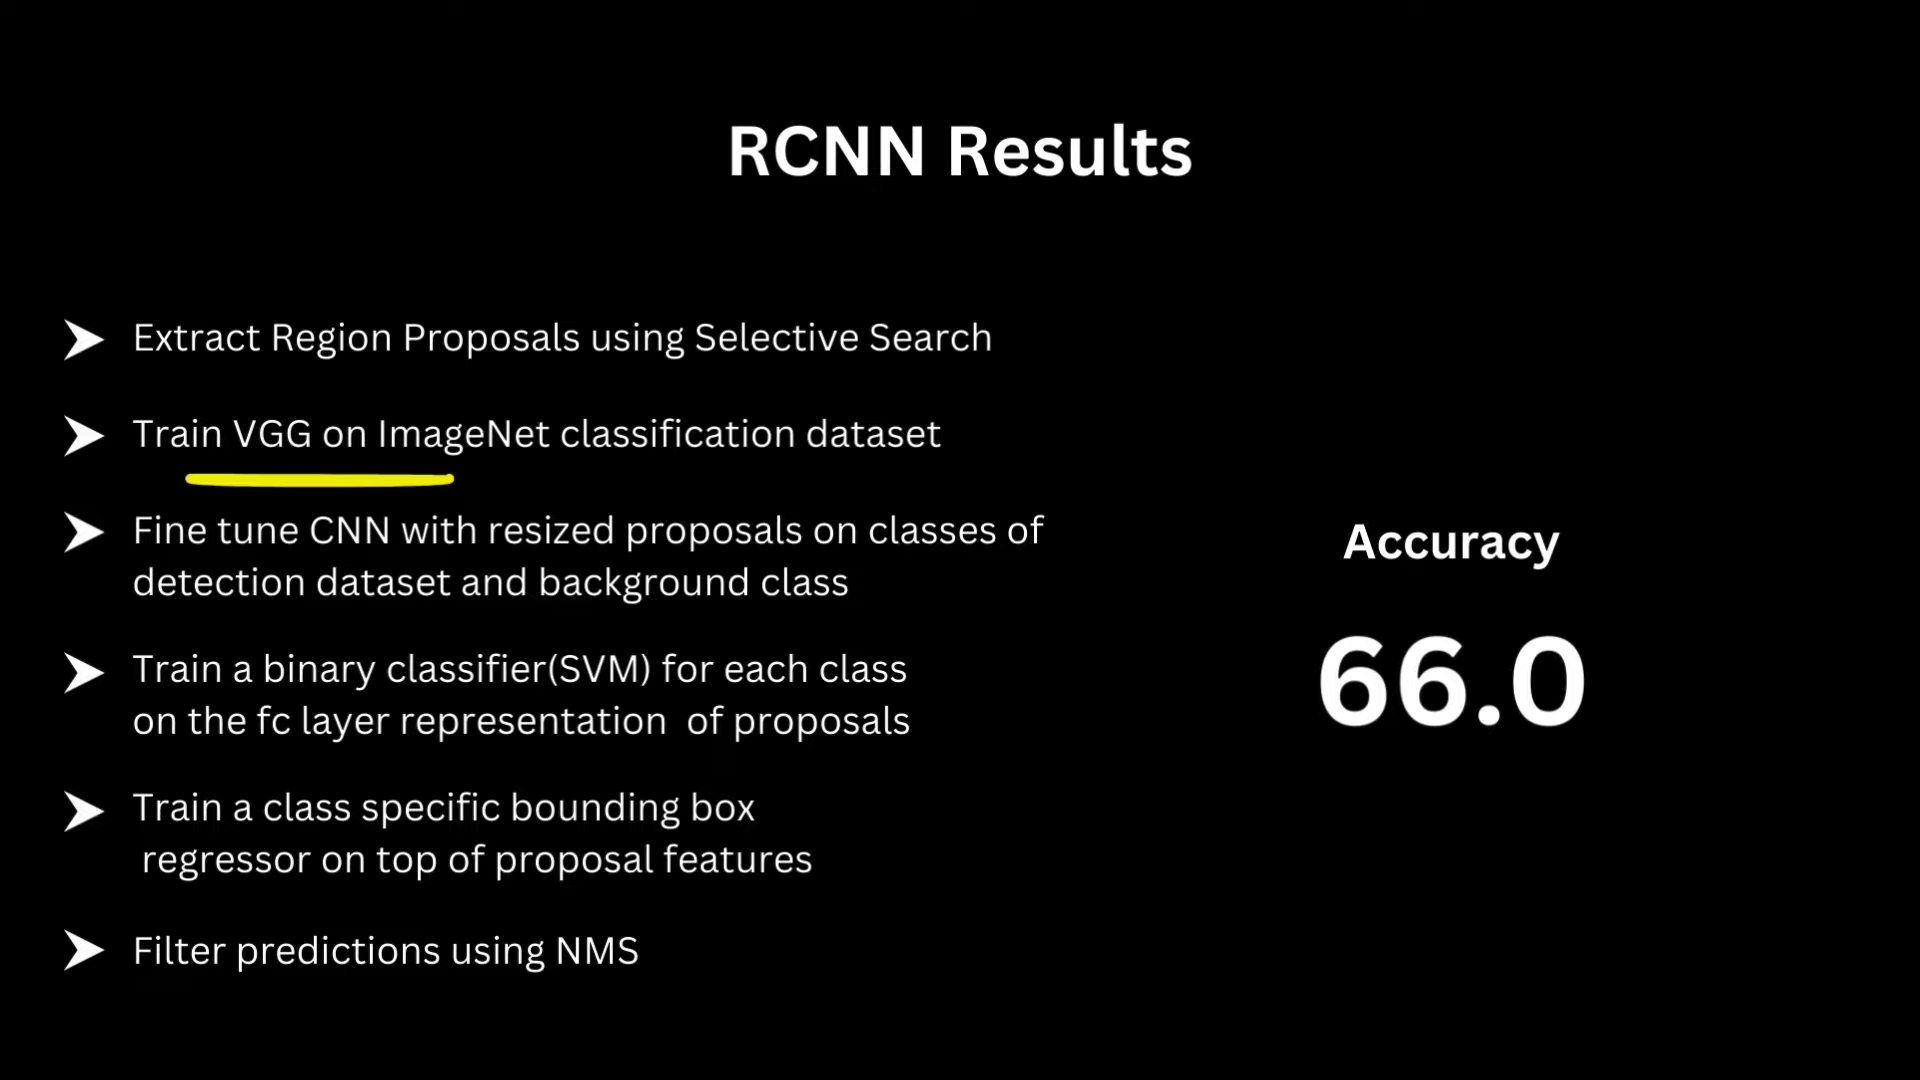 RCNN Results
Extract Region Proposals using Selective Search
Train VGG on ImageNet classification dataset
Fine tune CNN with resized proposals on classes of
detection dataset and background class
Train a binary classifier(SVM) for each class
on the fc layer representation  of proposals
Train a class specific bounding box
regressor on top of proposal features
Filter predictions using NMS
Accuracy
66.0